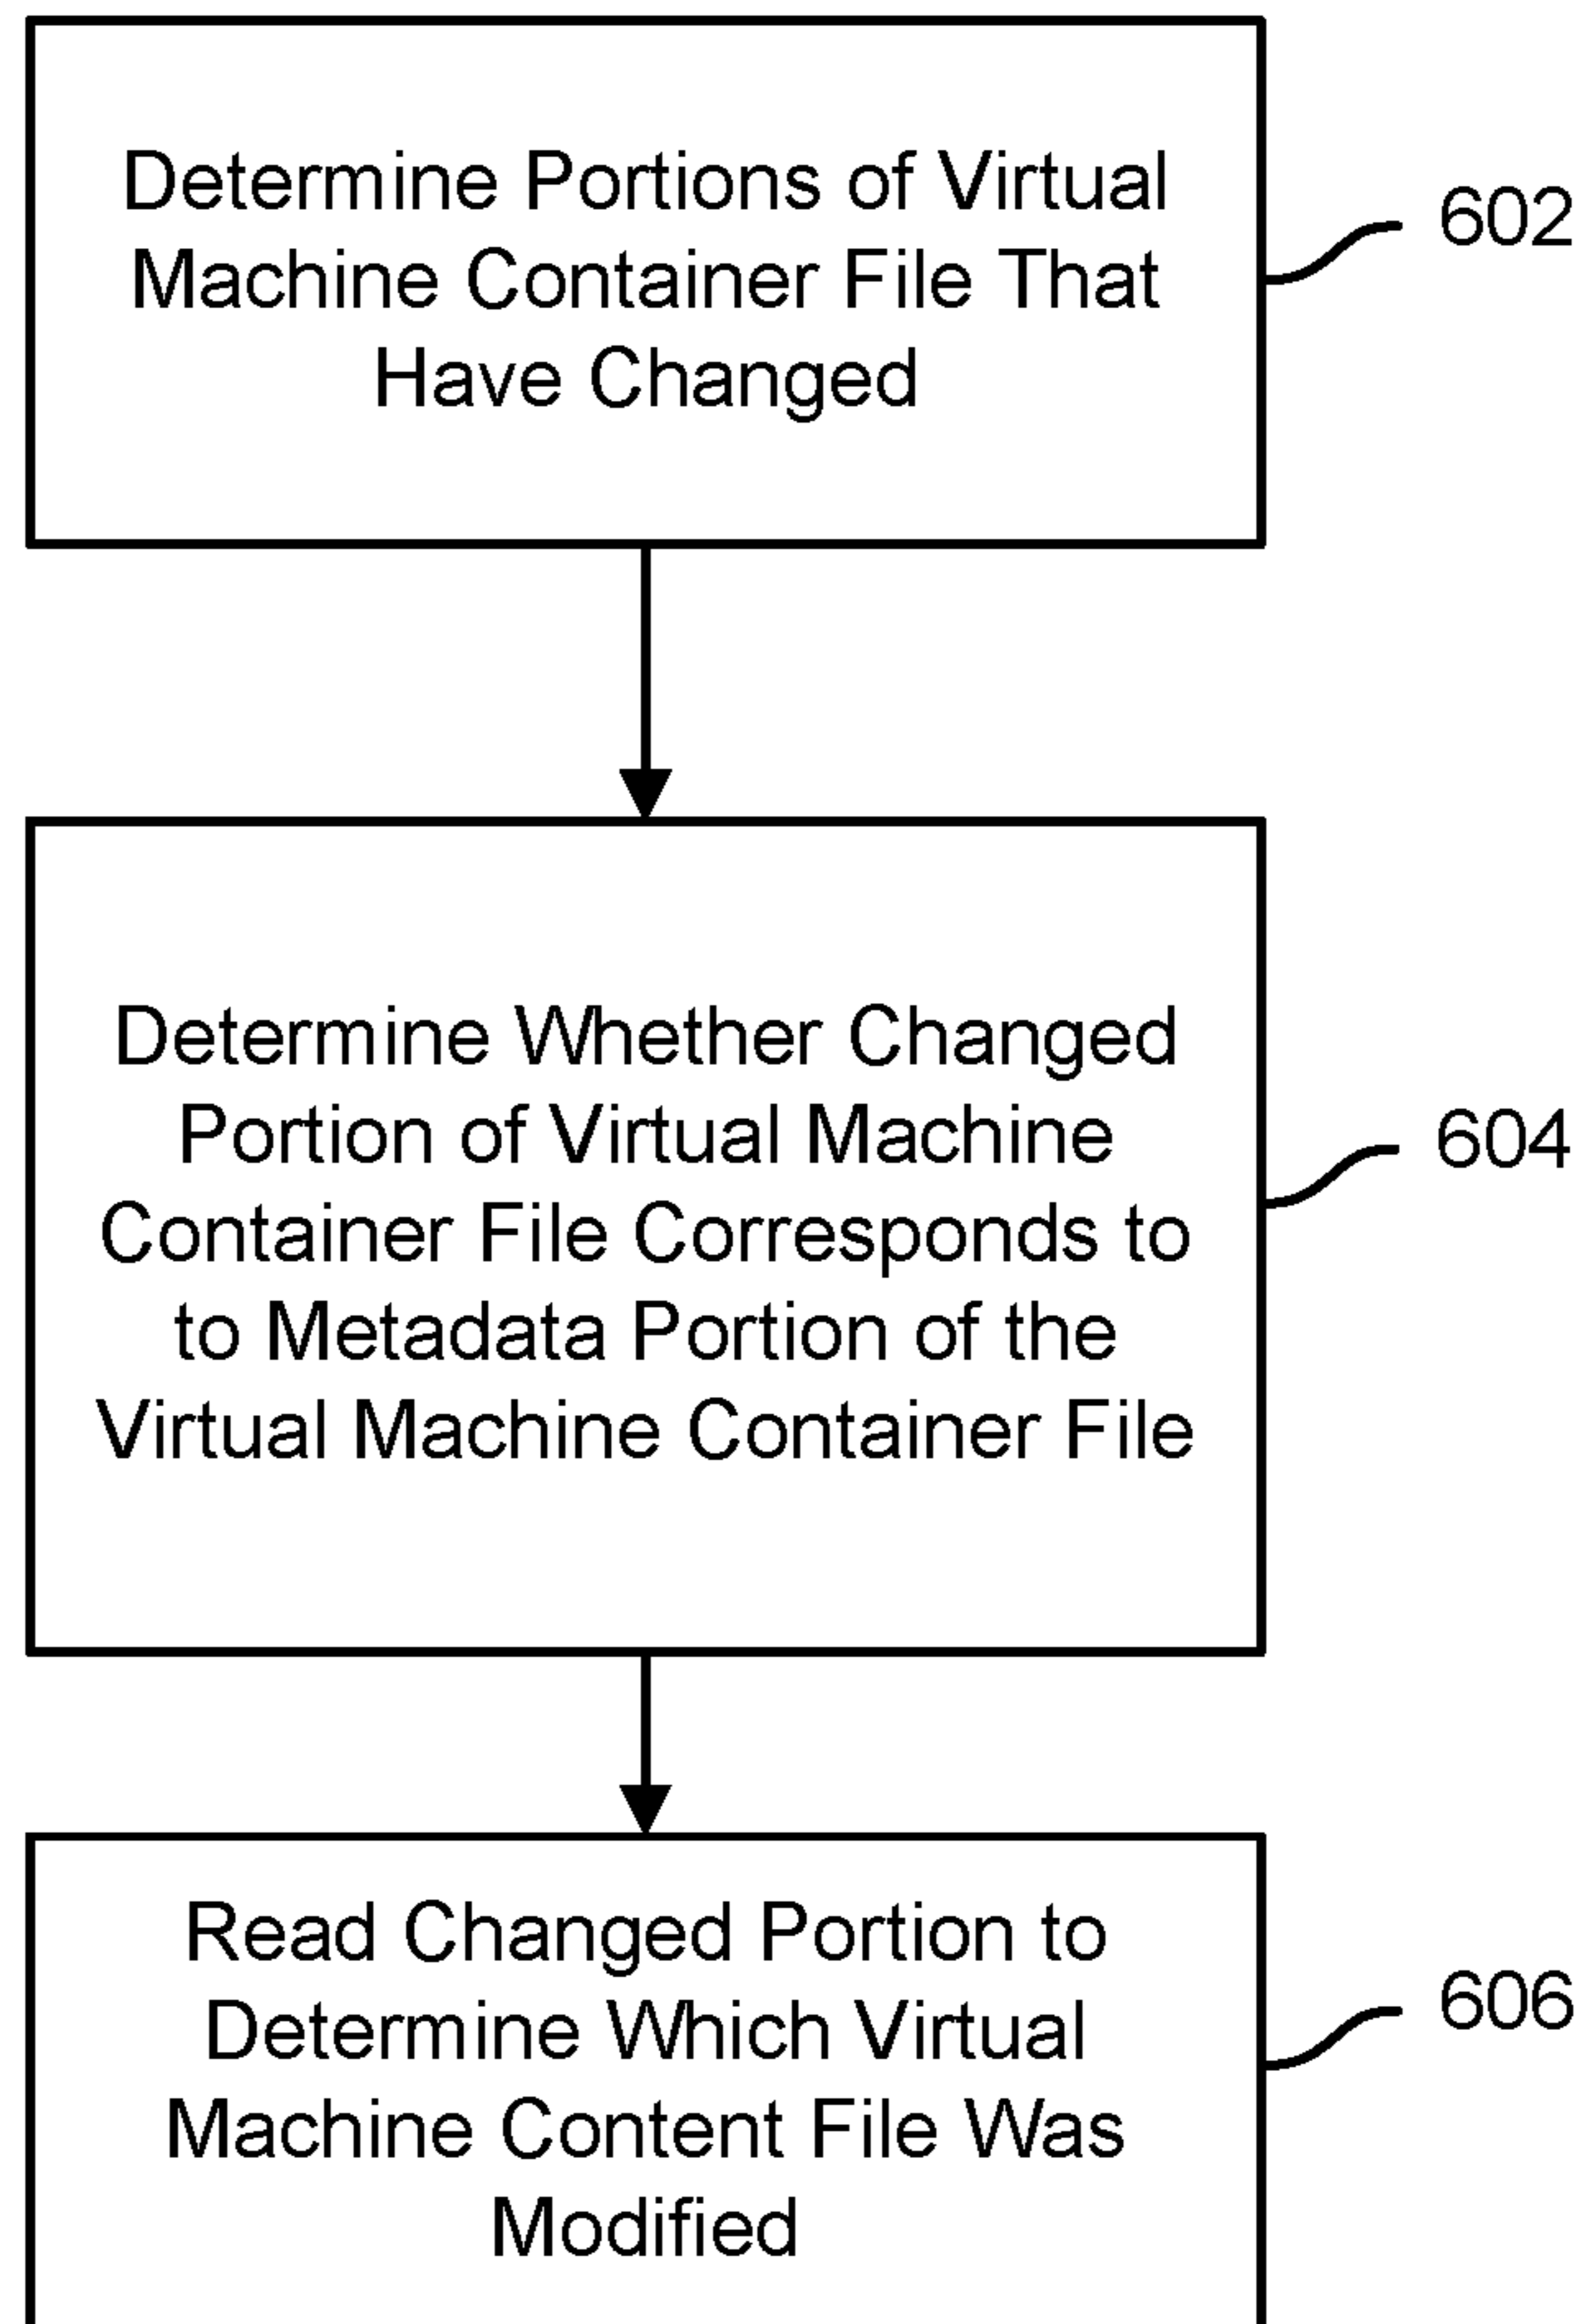 Determine Portions of Virtual
Machine Container File That
Have Changed
602
Determine Whether Changed
Portion of Virtual Machine
Container File Corresponds to
to Metadata Portion of the
Virtual Machine Container File
604
Read Changed Portion to
Determine Which Virtual
Machine Content File Was
Modified
606